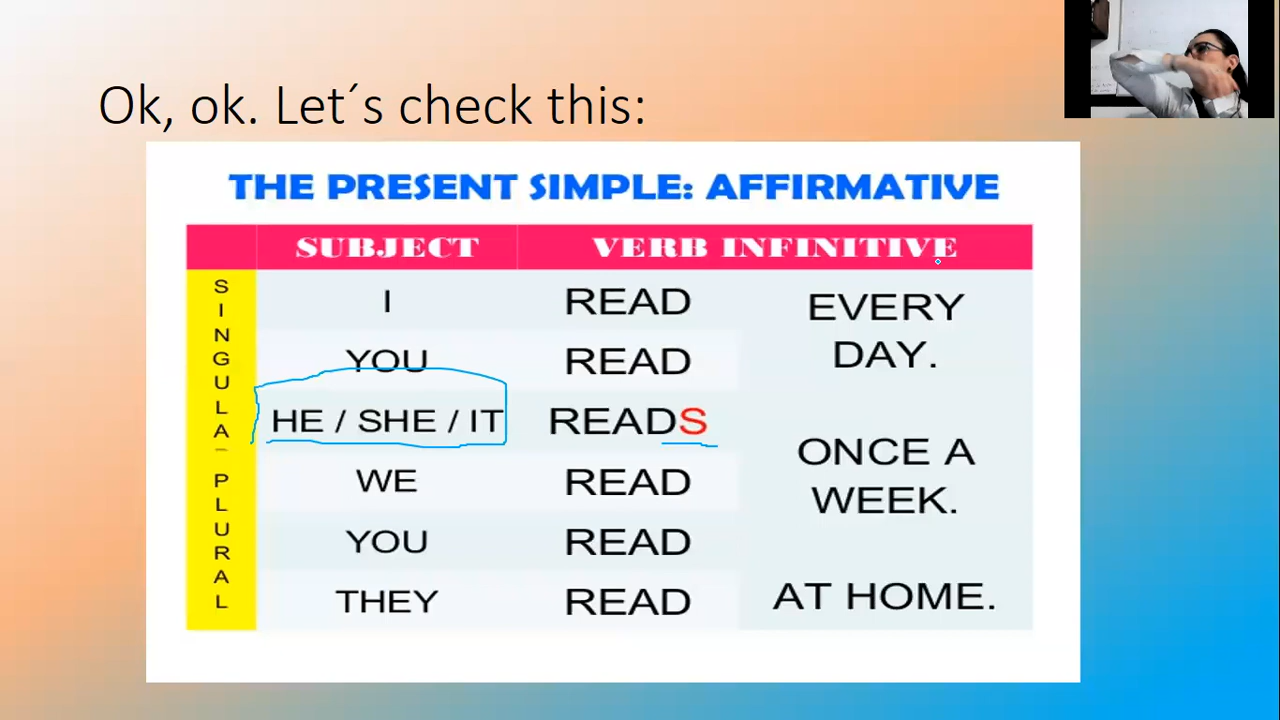 Ok, ok. Let´s check this:
THE PRESENT SIMPLE: AFFIRMATIVE
SUBJECT VERB INFINITIVE
SINGULA
I READ
YOU READ
EVERY
DAY.
HE / SHE / IT READS
PLURAL
WE READ
ONCE A
WEEK.
YOU READ
THEY READ
AT HOME.